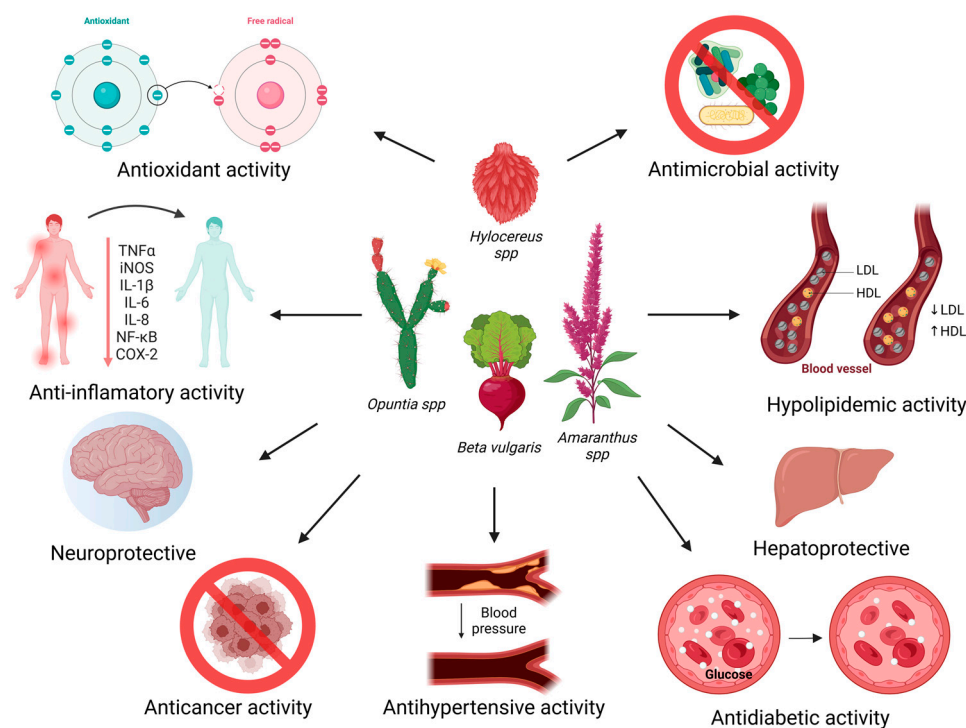 Antioxidant
Free radical
Antioxidant activity
Antimicrobial activity
Hylocereus
spp
TNFα
iNOS
IL-1β
IL-6
IL-8
NF-κB
COX-2
Anti-inflamatory activity
LDL
HDL
↓LDL
↑HDL
Blood vessel
Hypolipidemic activity
Opuntia spp
Beta vulgaris
Amaranthus
spp
Neuroprotective
Hepatoprotective
Anticancer activity
Blood
pressure
Antihypertensive activity
Glucose
Antidiabetic activity